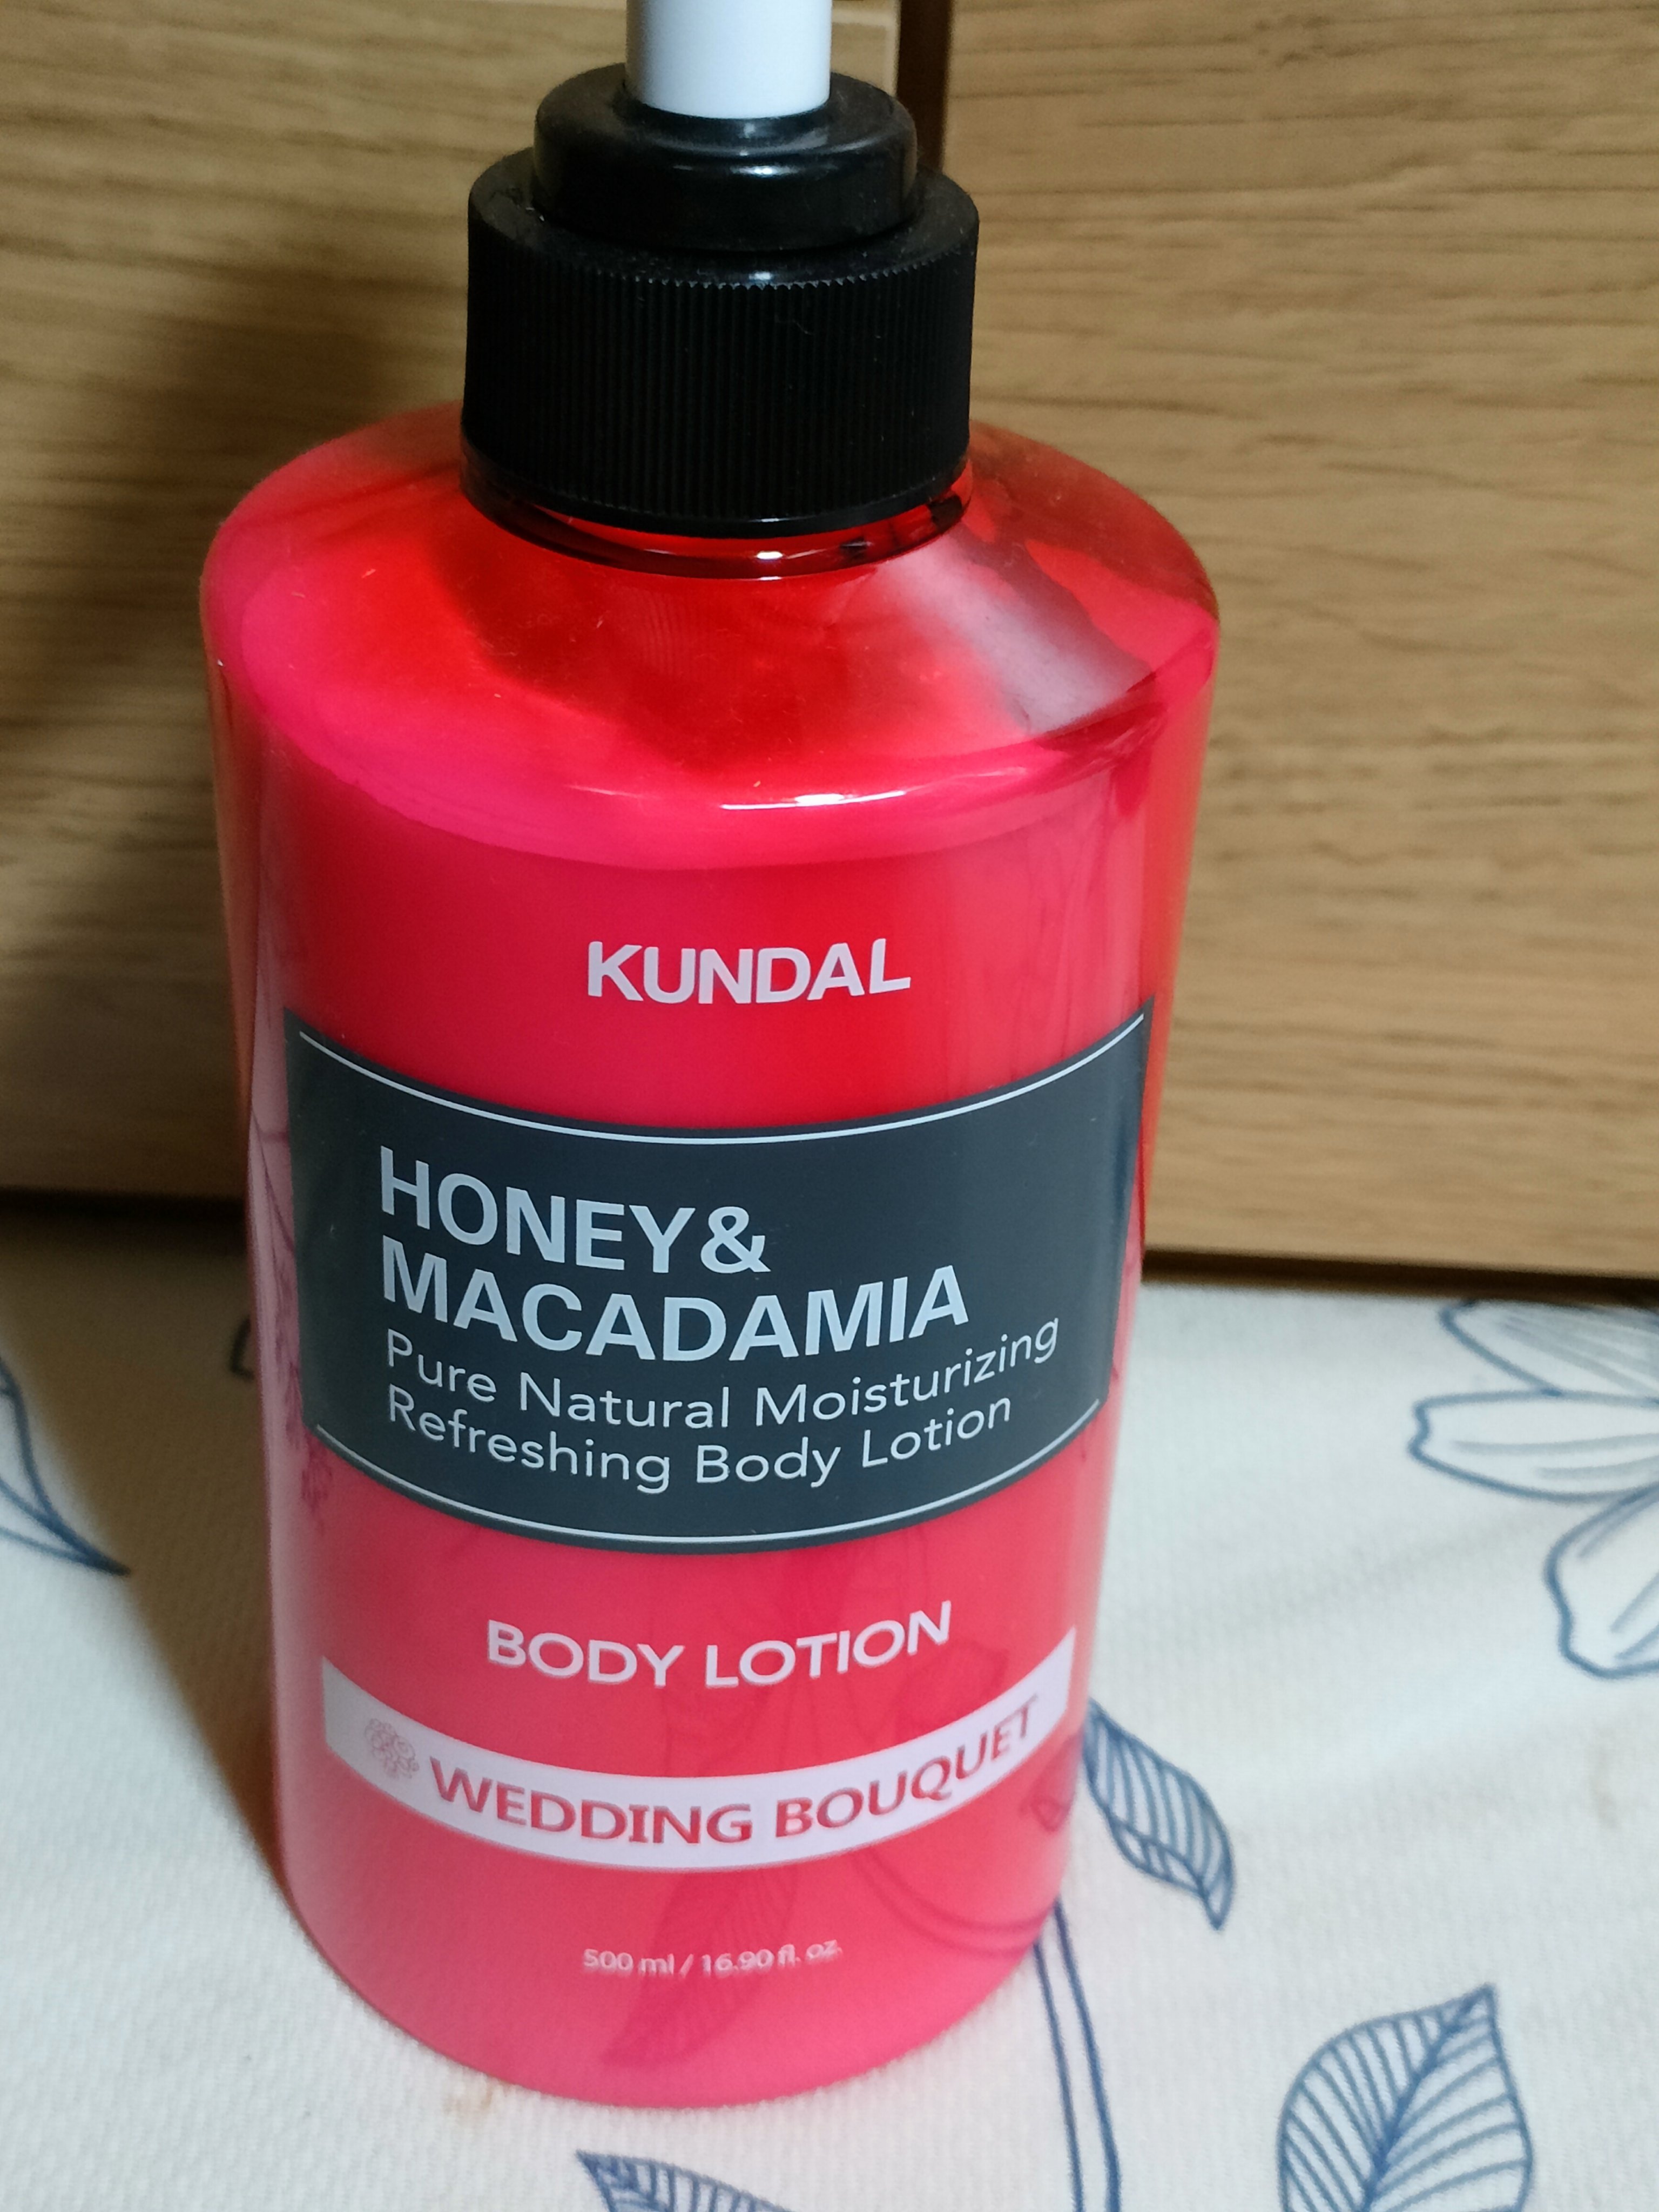 KUNDAL
HONEY&
MACADAMIA
Pure Natural Moisturizing
Refreshing Body Lotion
BODY LOTION
WEDDING BOUQUET
500 ml / 16.90 fl. oz.